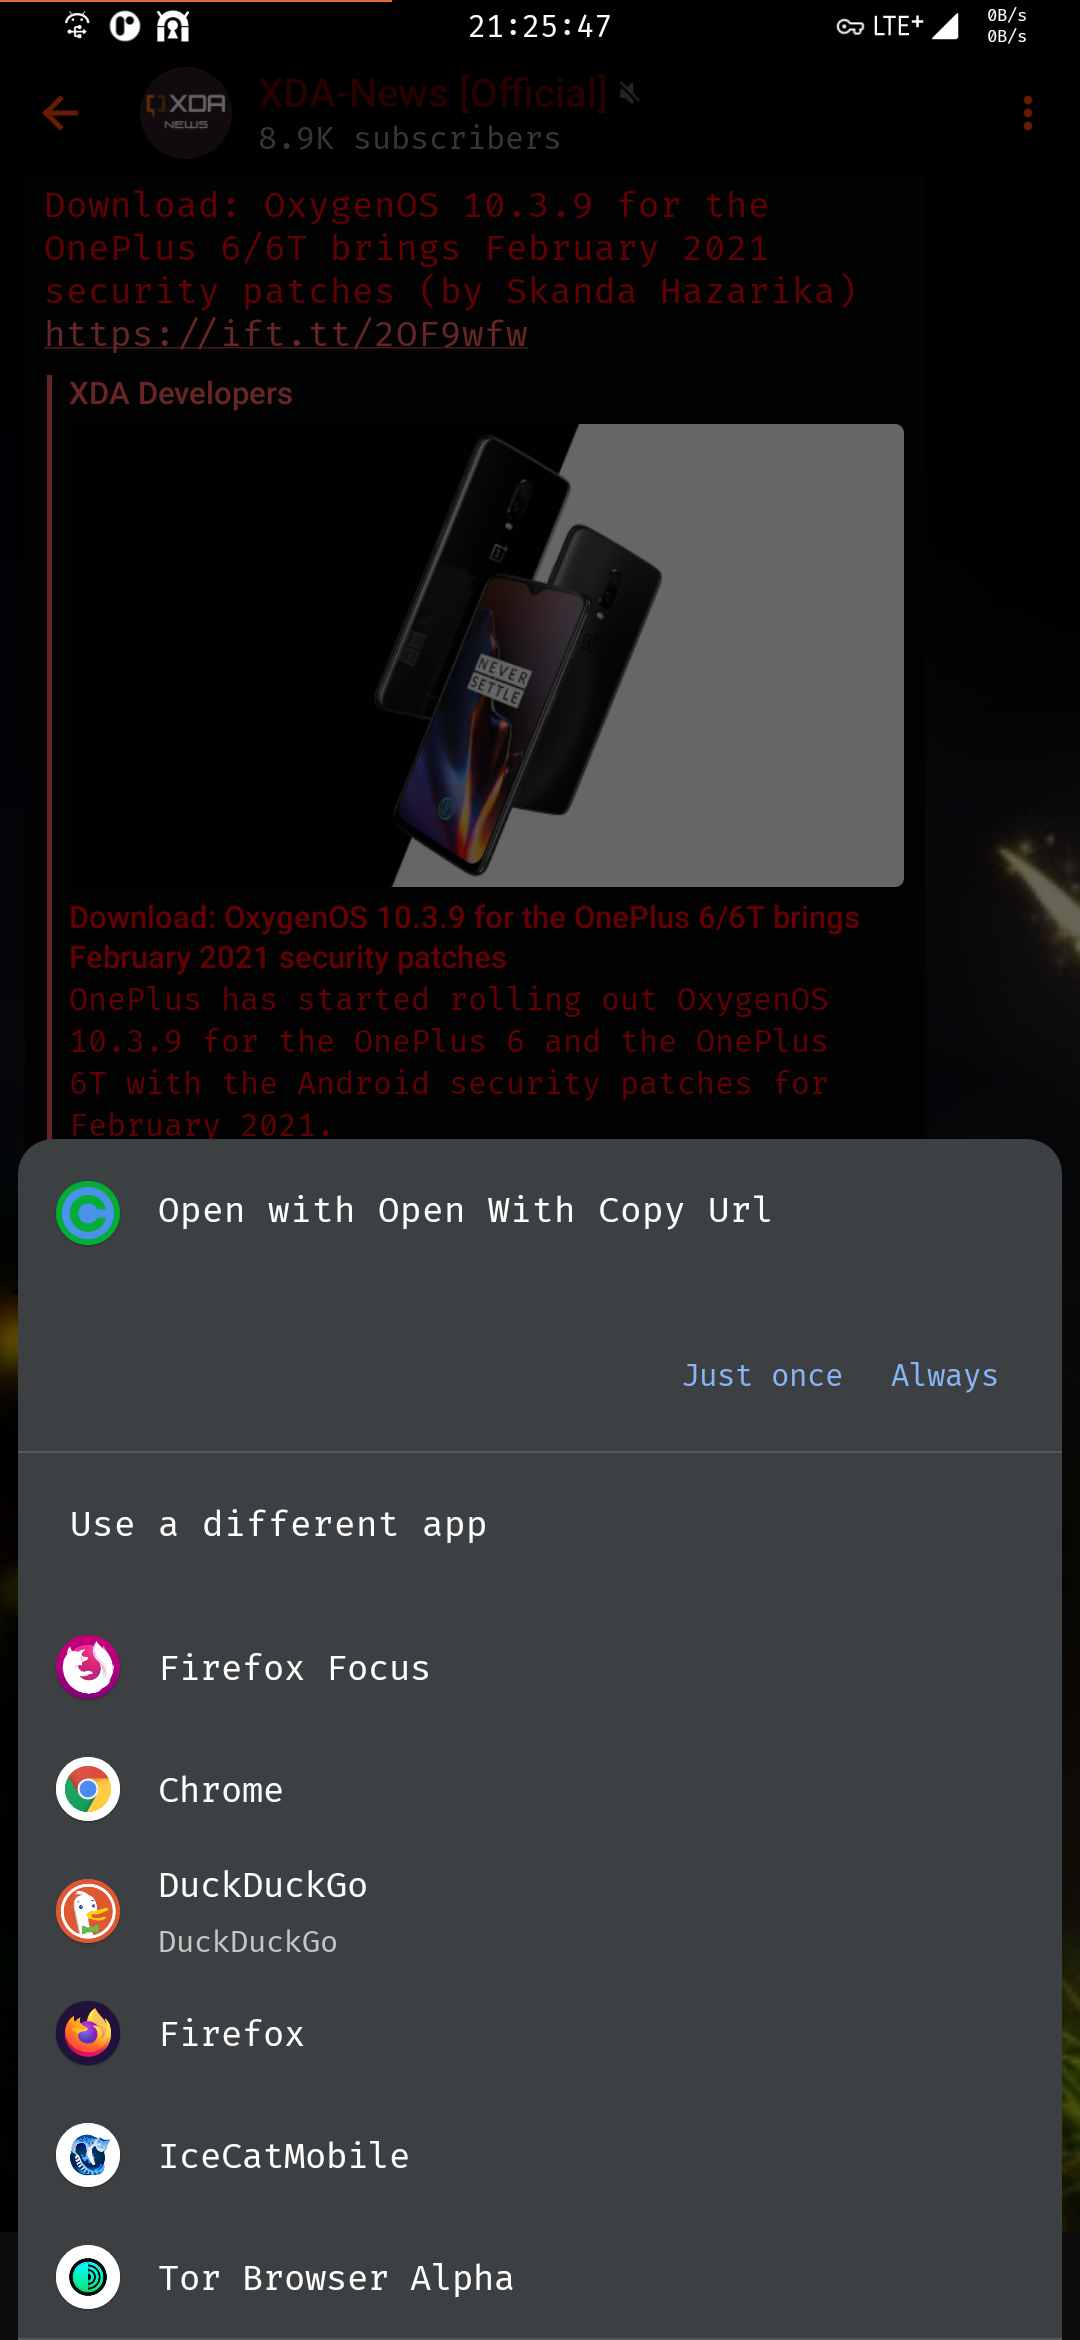 21:25:47
LTE+
0B/s
0B/s
XDA
NEWS
XDA-News [Official]
8.9K subscribers
Download: OxygenOS 10.3.9 for the
OnePlus 6/6T brings February 2021
security patches (by Skanda Hazarika)
https://ift.tt/2OF9wfw
XDA Developers
NEVER
SETTLE
Download: OxygenOS 10.3.9 for the OnePlus 6/6T brings
February 2021 security patches
OnePlus has started rolling out OxygenOS
10.3.9 for the OnePlus 6 and the OnePlus
6T with the Android security patches for
February 2021.
Open with Open With Copy Url
Just once
Always
Use a different app
Firefox Focus
Chrome
DuckDuckGo
DuckDuckGo
Firefox
IceCatMobile
Tor Browser Alpha